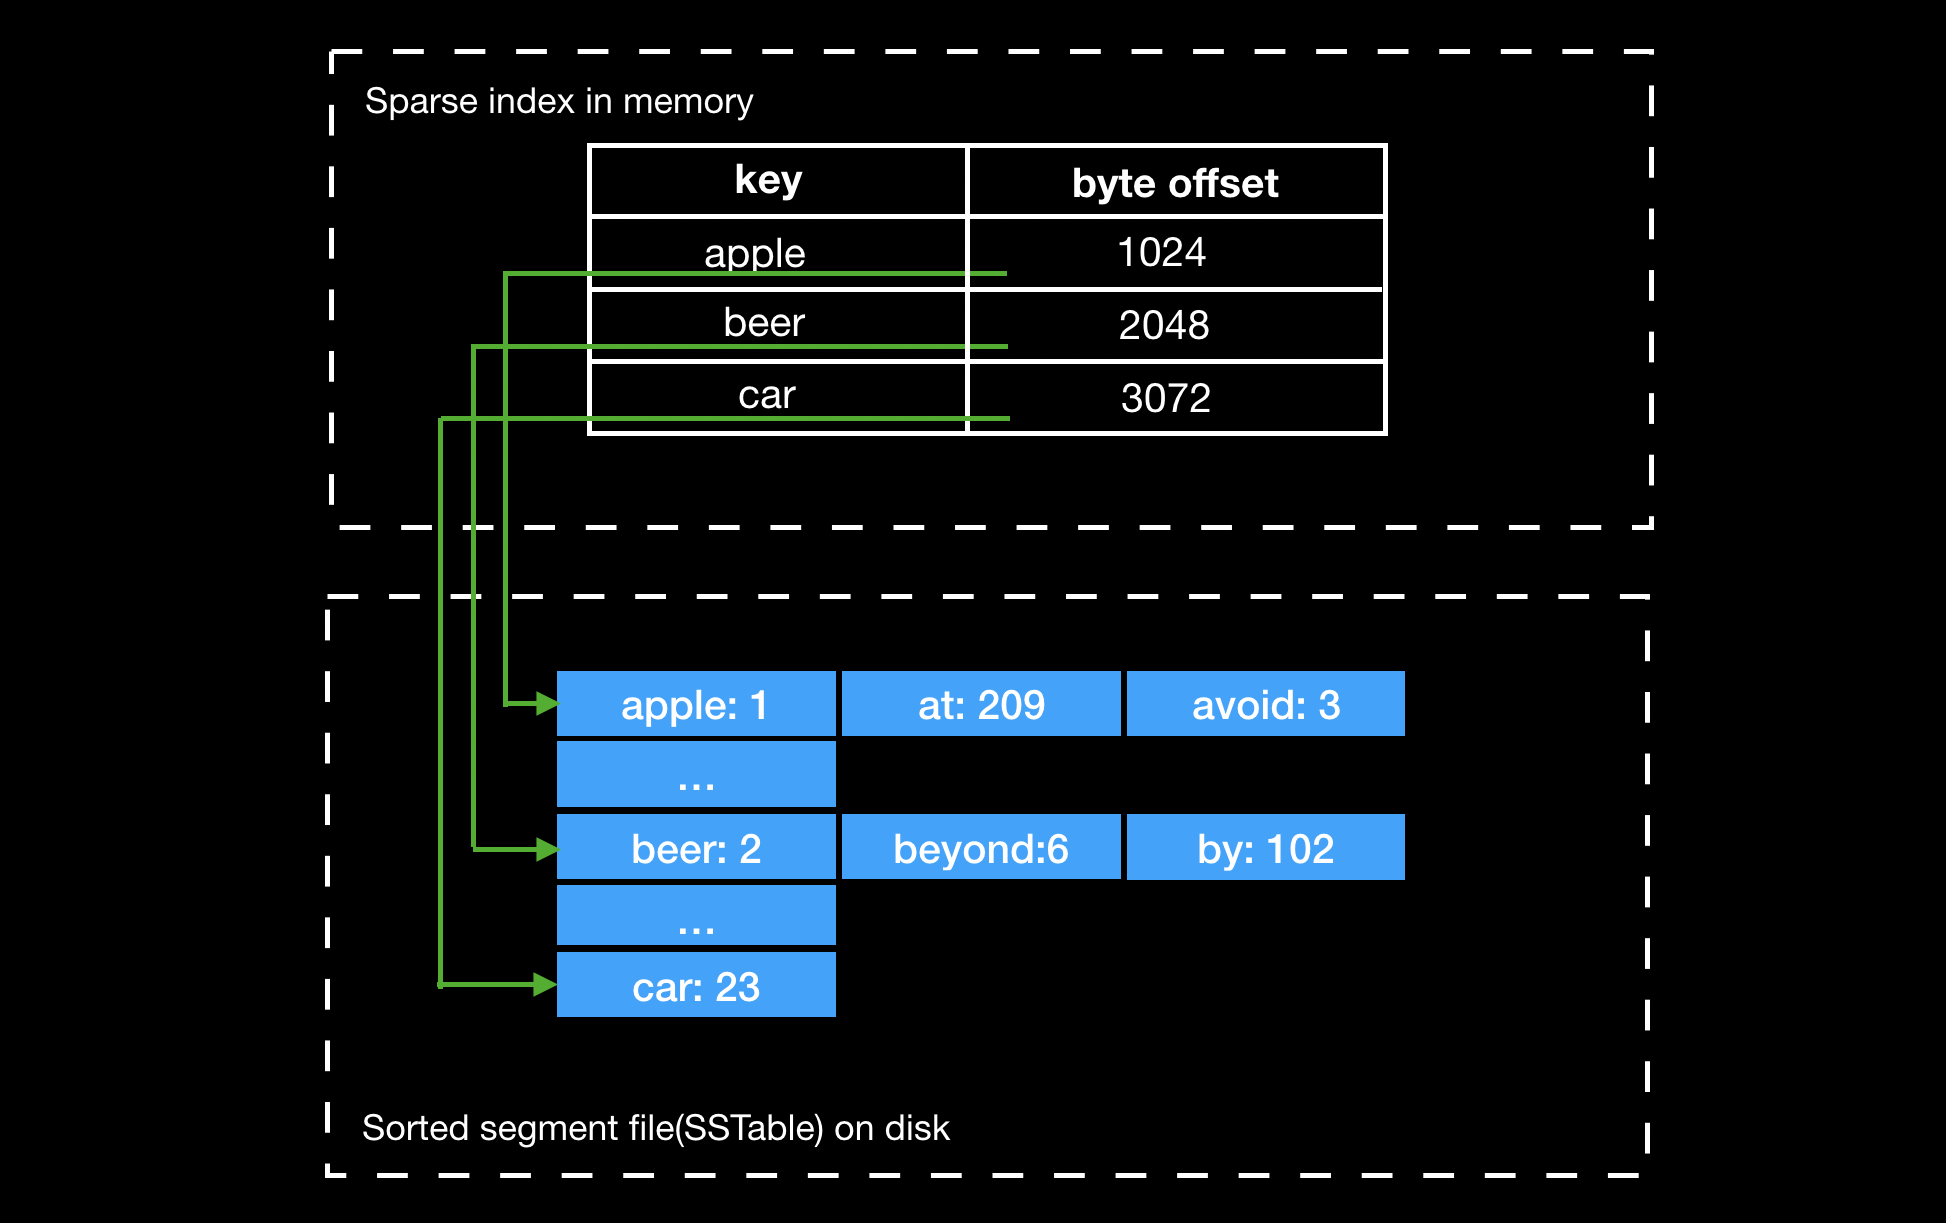 Sparse index in memory
key byte offset
apple 1024
beer 2048
car 3072
apple: 1 at: 209 avoid: 3
...
beer: 2 beyond:6 by: 102
...
car: 23
Sorted segment file(SSTable) on disk